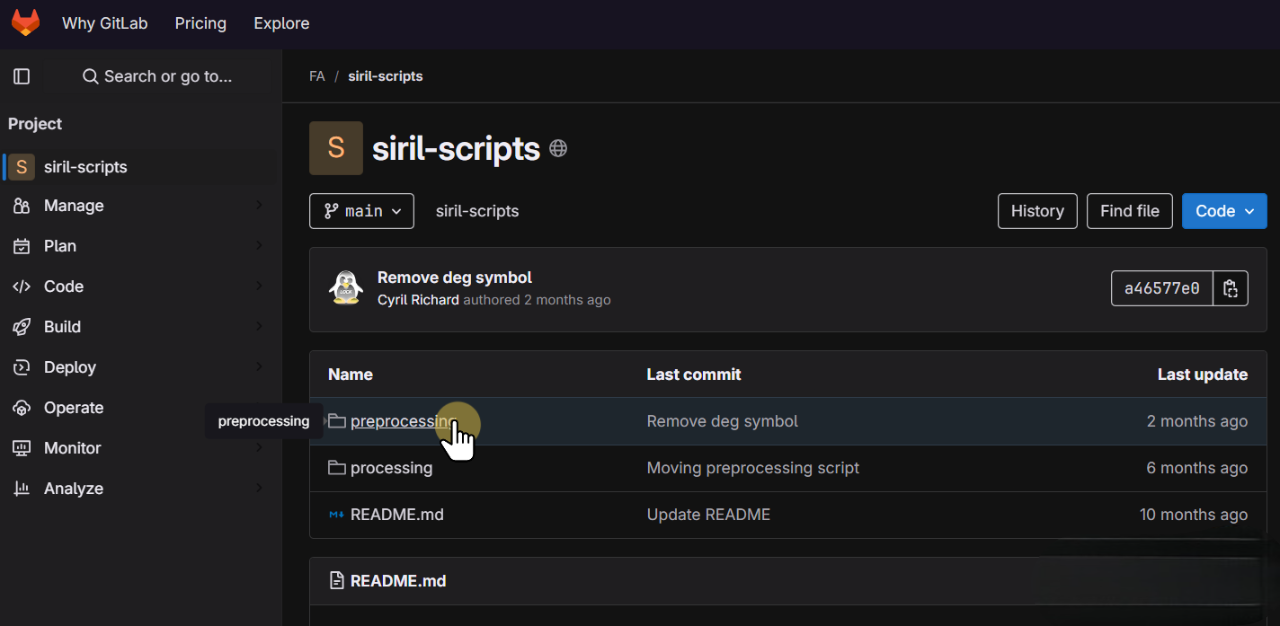 Why GitLab Pricing Explore
Search or go to...
FA / siril-scripts
Project
S siril-scripts
S siril-scripts
Manage
main siril-scripts History Find file Code
Plan
Code
Build
Deploy
Operate
Monitor
Analyze
Remove deg symbol
Cyril Richard authored 2 months ago
a46577e0
Name Last commit Last update
preprocessing
preprocessing Remove deg symbol 2 months ago
processing Moving preprocessing script 6 months ago
README.md Update README 10 months ago
README.md